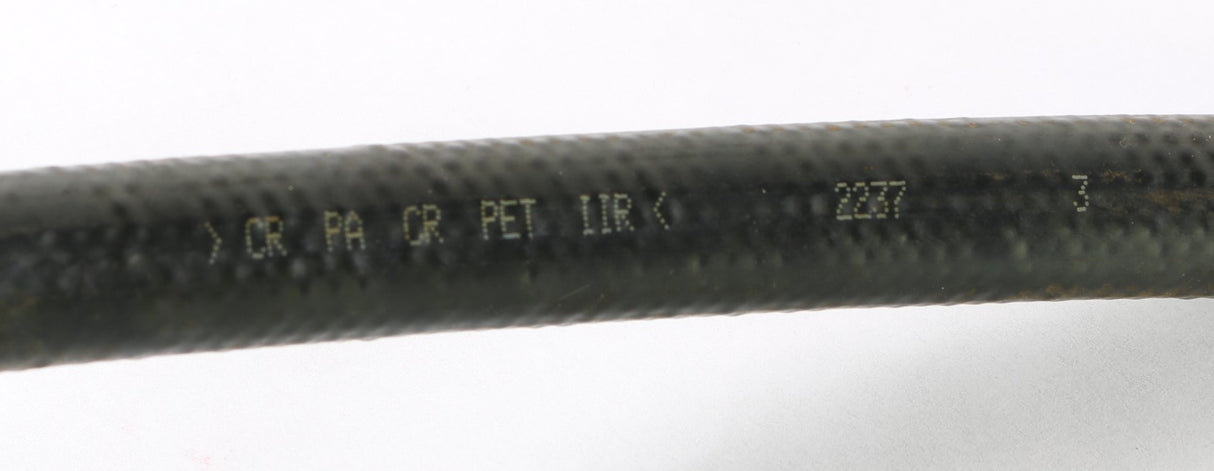 >CR PA CR PET IIR< 2237 3